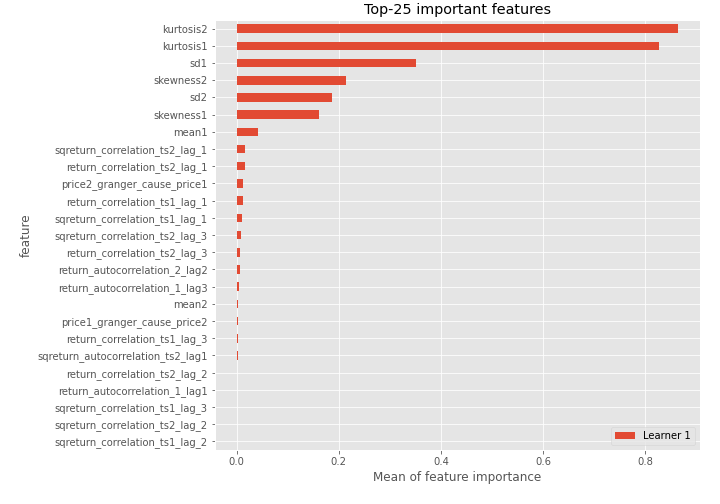 Top-25 important features
kurtosis2
kurtosis1
sd1
skewness2
sd2
skewness1
mean1
sqreturn_correlation_ts2_lag_1
return_correlation_ts2_lag_1
price2_granger_cause_price1
return_correlation_ts1_lag_1
sqreturn_correlation_ts1_lag_1
sqreturn_correlation_ts2_lag_3
return_correlation_ts2_lag_3
return_autocorrelation_2_lag2
return_autocorrelation_1_lag3
mean2
price1_granger_cause_price2
return_correlation_ts1_lag_3
sqreturn_autocorrelation_ts2_lag1
return_correlation_ts2_lag_2
return_autocorrelation_1_lag1
sqreturn_correlation_ts1_lag_3
sqreturn_correlation_ts2_lag_2
sqreturn_correlation_ts1_lag_2
feature
Learner 1
0.0 0.2 0.4 0.6 0.8
Mean of feature importance